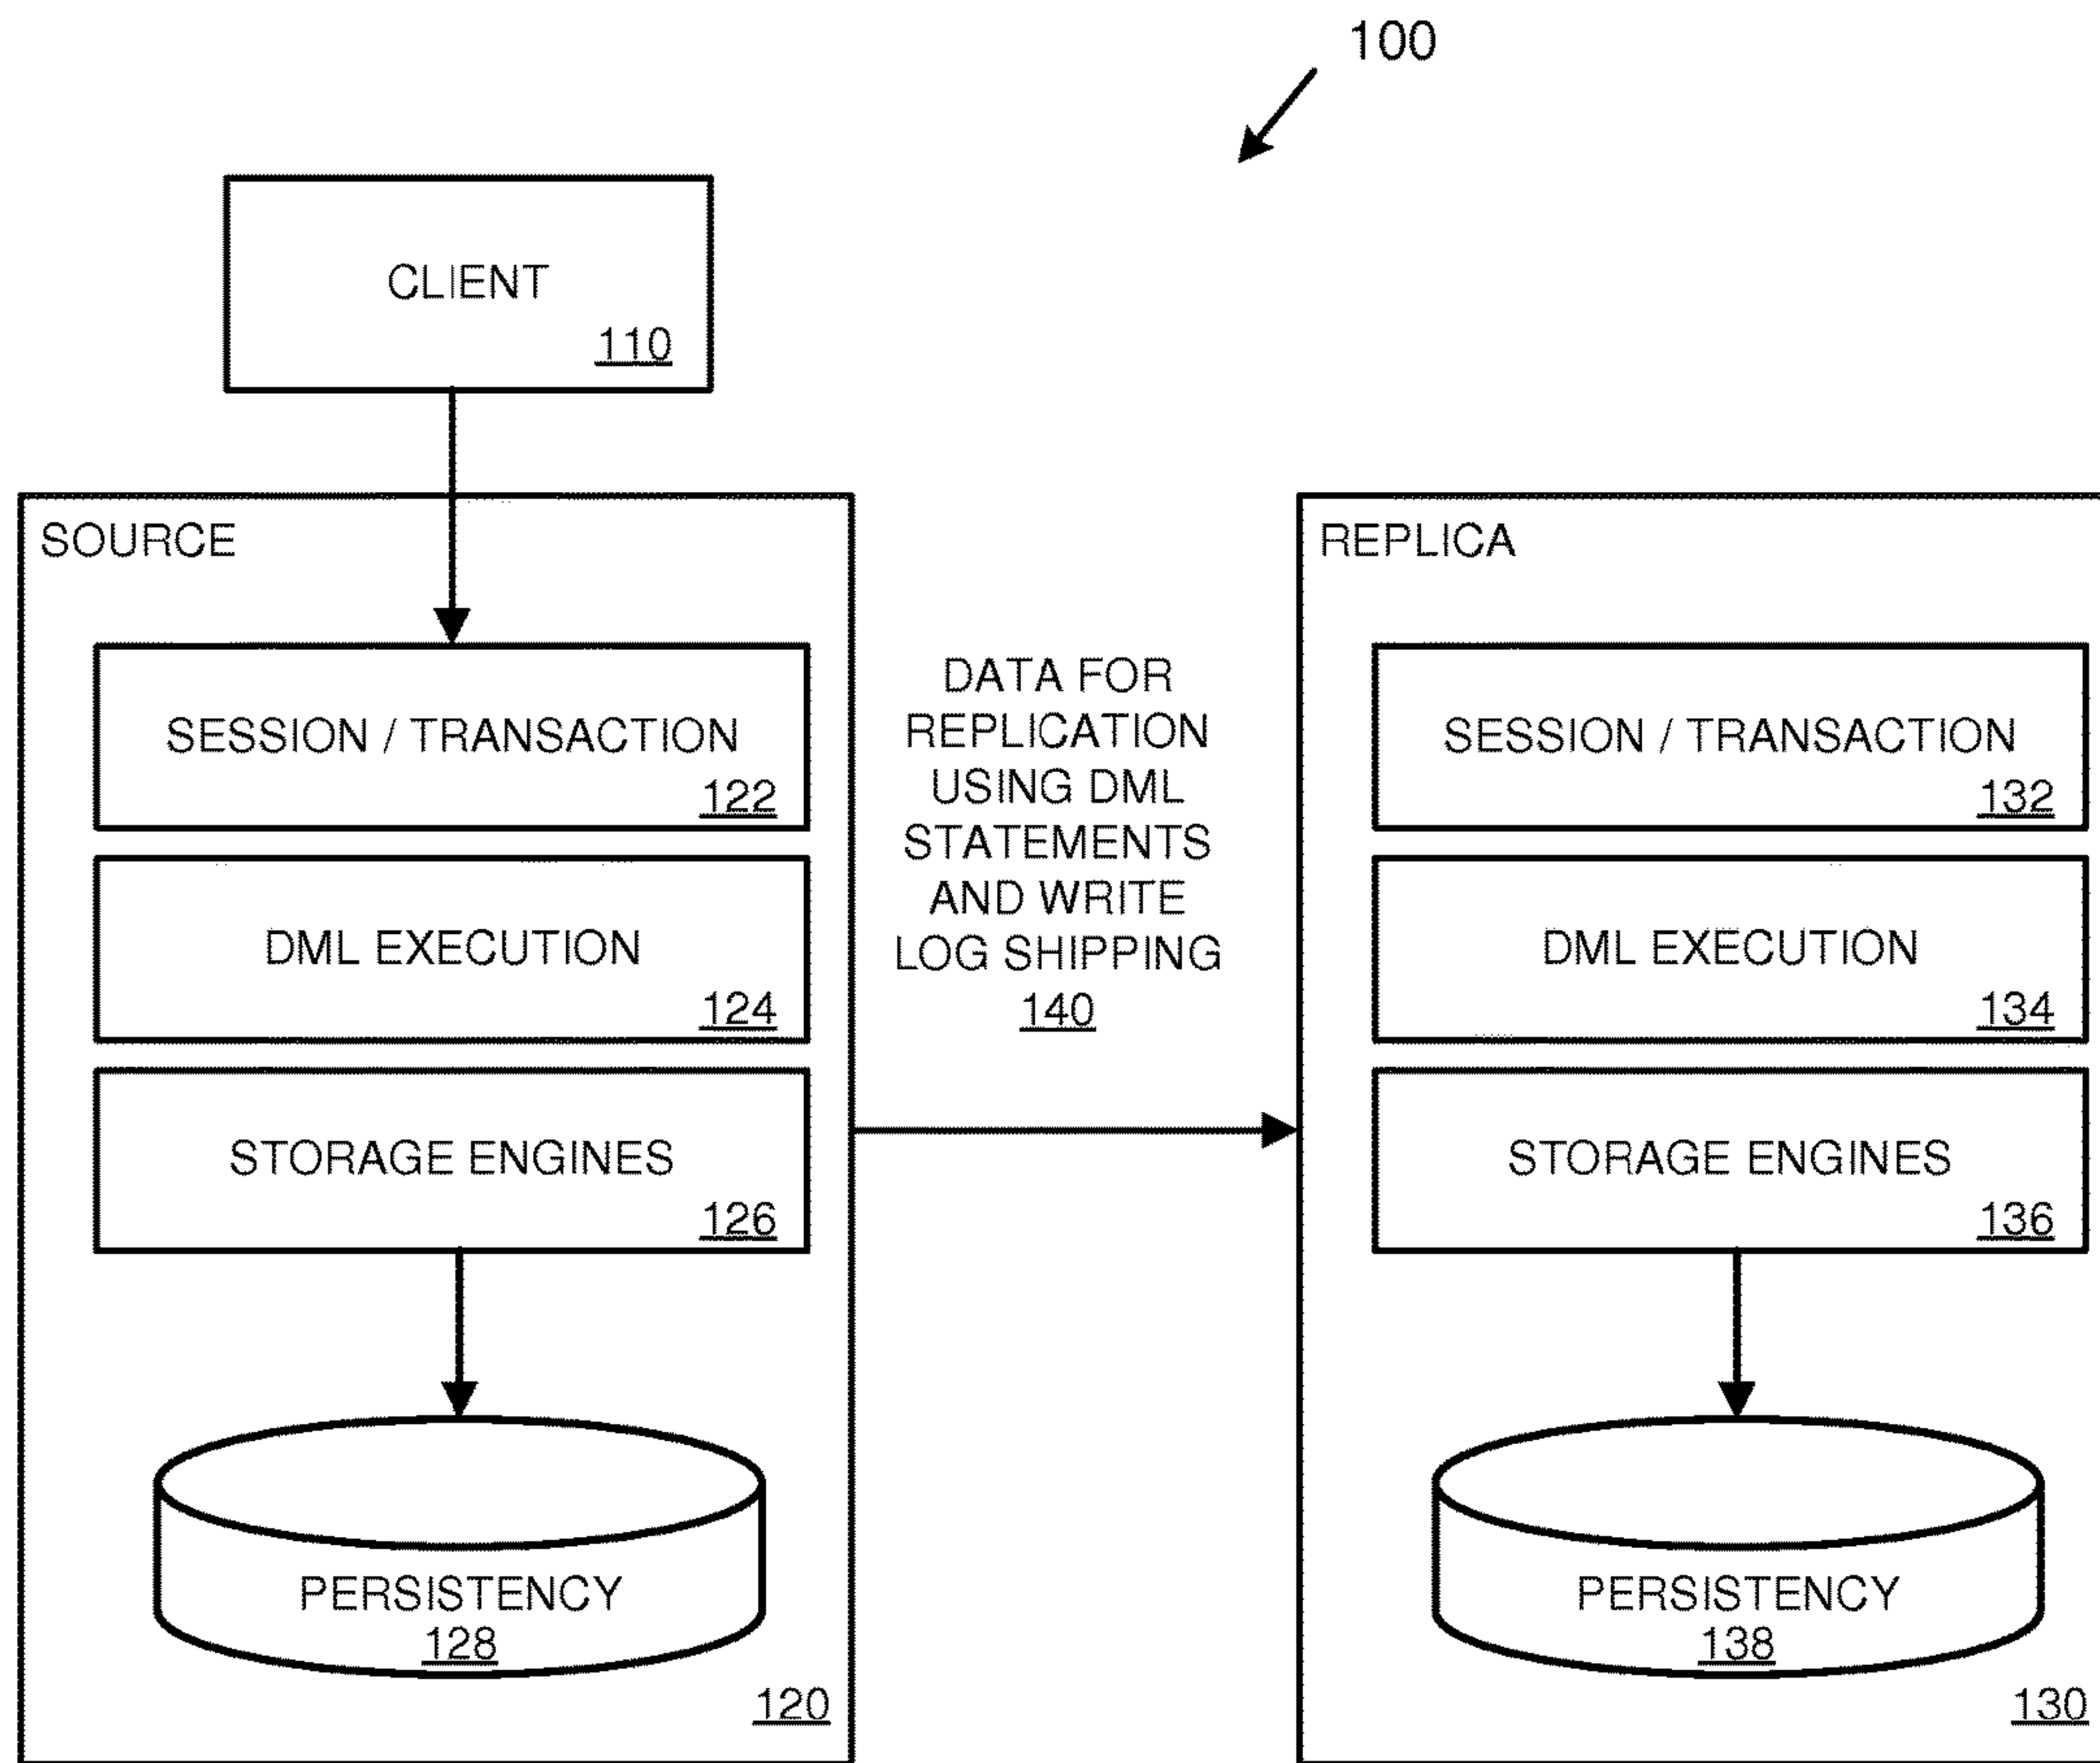 100
CLIENT
110
SOURCE
SESSION / TRANSACTION
122
DML EXECUTION
124
STORAGE ENGINES
126
PERSISTENCY
128
120
DATA FOR
REPLICATION
USING DML
STATEMENTS
AND WRITE
LOG SHIPPING
140
REPLICA
SESSION / TRANSACTION
132
DML EXECUTION
134
STORAGE ENGINES
136
PERSISTENCY
138
130